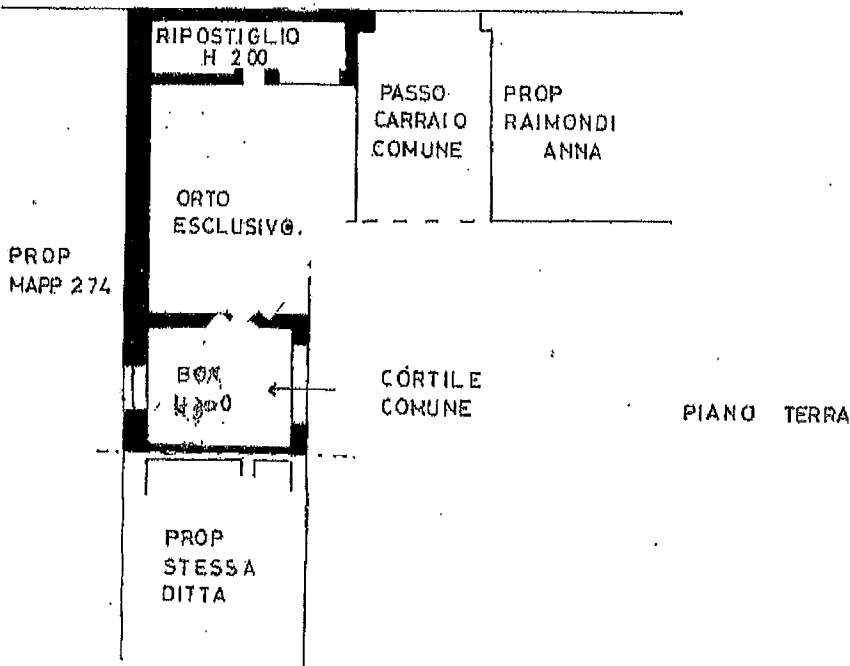 RIPOSTIGLIO
H 2 00
PASSO
CARRAIO
COMUNE
PROP
RAIMONDI
ANNA
ORTO
ESCLUSIVO.
PROP
MAPP 274
BOX
CORTILE
COMUNE
PIANO TERRA
PROP
STESSA
DITTA